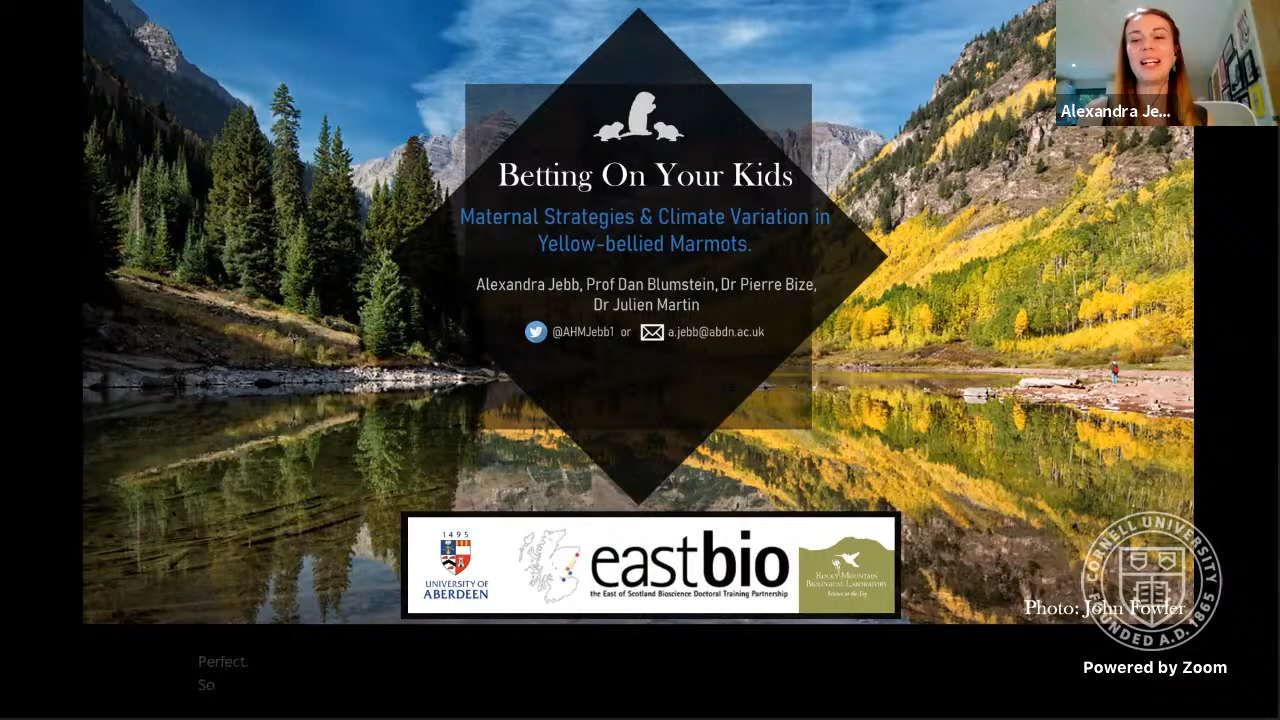 Alexandra Je...
Betting On Your Kids
Maternal Strategies & Climate Variation in
Yellow-bellied Marmots.
Alexandra Jebb, Prof Dan Blumstein, Dr Pierre Bize,
Dr Julien Martin
@AHMJebb1 or a.jebb@abdn.ac.uk
1495
UNIVERSITY OF
ABERDEEN
eastbio
the East of Scotland Bioscience Doctoral Training Partnership
ROCKY MOUNTAIN
BIOLOGICAL LABORATORY
Science at the Top
Photo: John Fowler
CORNELL UNIVERSITY
FOUNDED A.D. 1865
Powered by Zoom
Perfect.
So